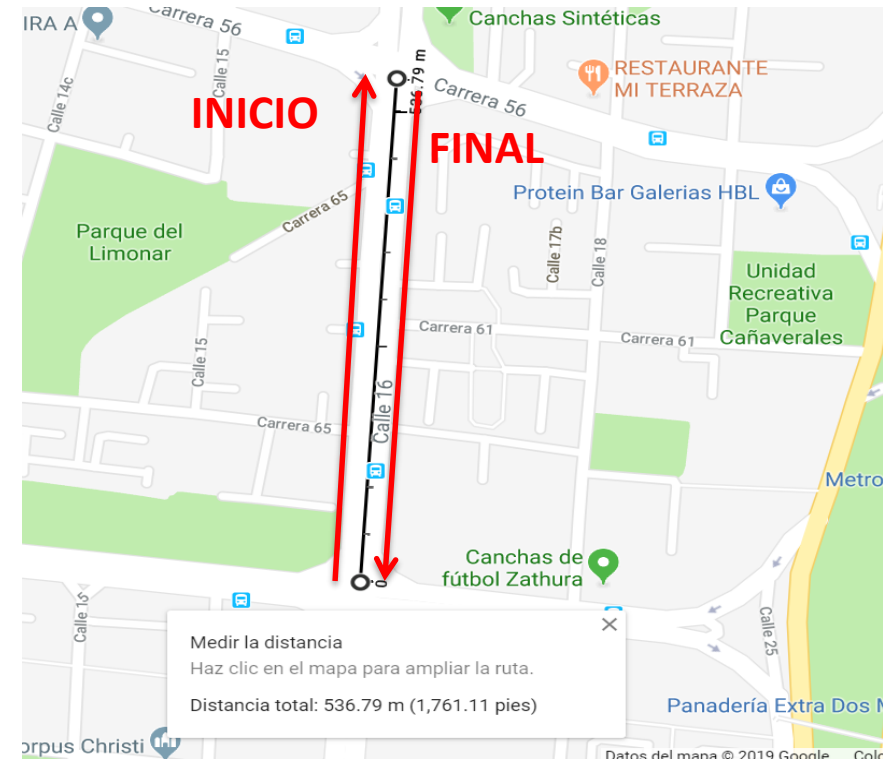 IRA A
Carrera 56
Canchas Sintéticas
Calle 15
Calle 14c
536.79 m
Carrera 56
RESTAURANTE
MI TERRAZA
INICIO
FINAL
Protein Bar Galerias HBL
Carrera 65
Parque del
Limonar
Calle 17b
Calle 18
Unidad
Recreativa
Parque
Cañaverales
Carrera 61
Carrera 61
Calle 15
Calle 16
Carrera 65
Metro
Canchas de
fútbol Zathura
0
Calle 15
Calle 25
Medir la distancia
Haz clic en el mapa para ampliar la ruta.
Distancia total: 536.79 m (1,761.11 pies)
Panadería Extra Dos
orpus Christi
Datos del mapa © 2019 Google
Colo